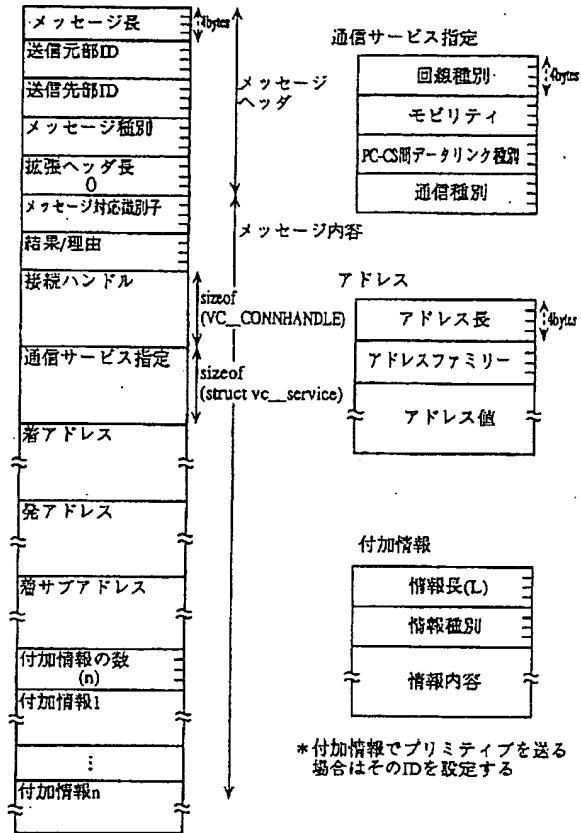 メッセージ長
4bytes
送信元部ID
送信先部ID
メッセージ種別
拡張ヘッダ長
0
メッセージ対応識別子
結果/理由
接続ハンドル
通信サービス指定
着アドレス
発アドレス
着サブアドレス
付加情報の数
(n)
付加情報1
⋮
付加情報n
メッセージ
ヘッダ
メッセージ内容
sizeof
(VC__CONNHANDLE)
sizeof
(struct vc__service)
通信サービス指定
回線種別
4bytes
モビリティ
PC-CS間データリンク種別
通信種別
アドレス
アドレス長
4bytes
アドレスファミリー
アドレス値
付加情報
情報長(L)
情報種別
情報内容
*付加情報でプリミティブを送る
場合はそのIDを設定する